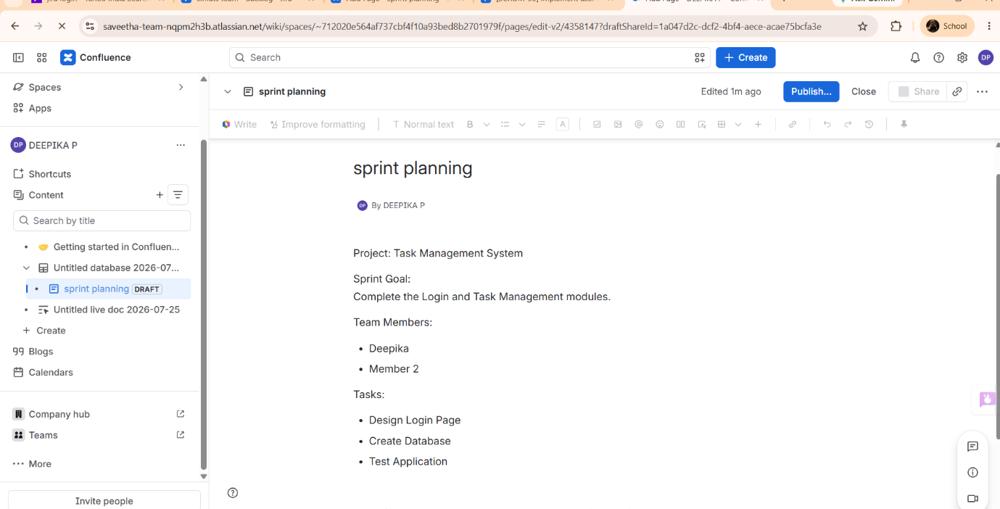 saveetha-team-nqpm2h3b.atlassian.net/wiki/spaces/~712020e564af737cbf4f10a93bed8b2701979f/pages/edit-v2/4358147?draftShareId=1a047d2c-dcf2-4bf4-aece-acae75bcfa3e
School
Confluence
Search
+ Create
DP
Spaces
Apps
DP DEEPIKA P
Shortcuts
Content
Search by title
Getting started in Confluen...
Untitled database 2026-07...
sprint planning DRAFT
Untitled live doc 2026-07-25
+ Create
Blogs
Calendars
Company hub
Teams
More
Invite people
sprint planning
Edited 1m ago
Publish...
Close
Share
Write
Improve formatting
T Normal text
B
A
sprint planning
DP By DEEPIKA P
Project: Task Management System
Sprint Goal:
Complete the Login and Task Management modules.
Team Members:
• Deepika
• Member 2
Tasks:
• Design Login Page
• Create Database
• Test Application